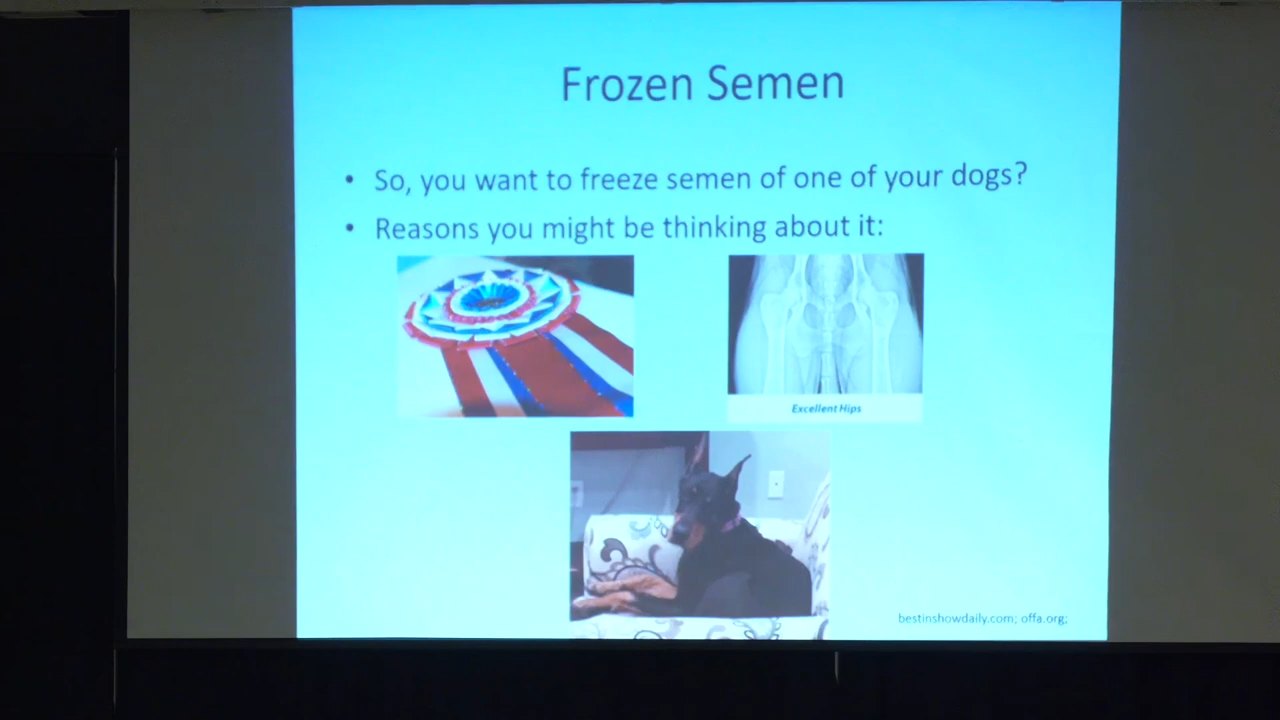 Frozen Semen
• So, you want to freeze semen of one of your dogs?
• Reasons you might be thinking about it:
Excellent Hips
bestinshowdaily.com; offa.org;